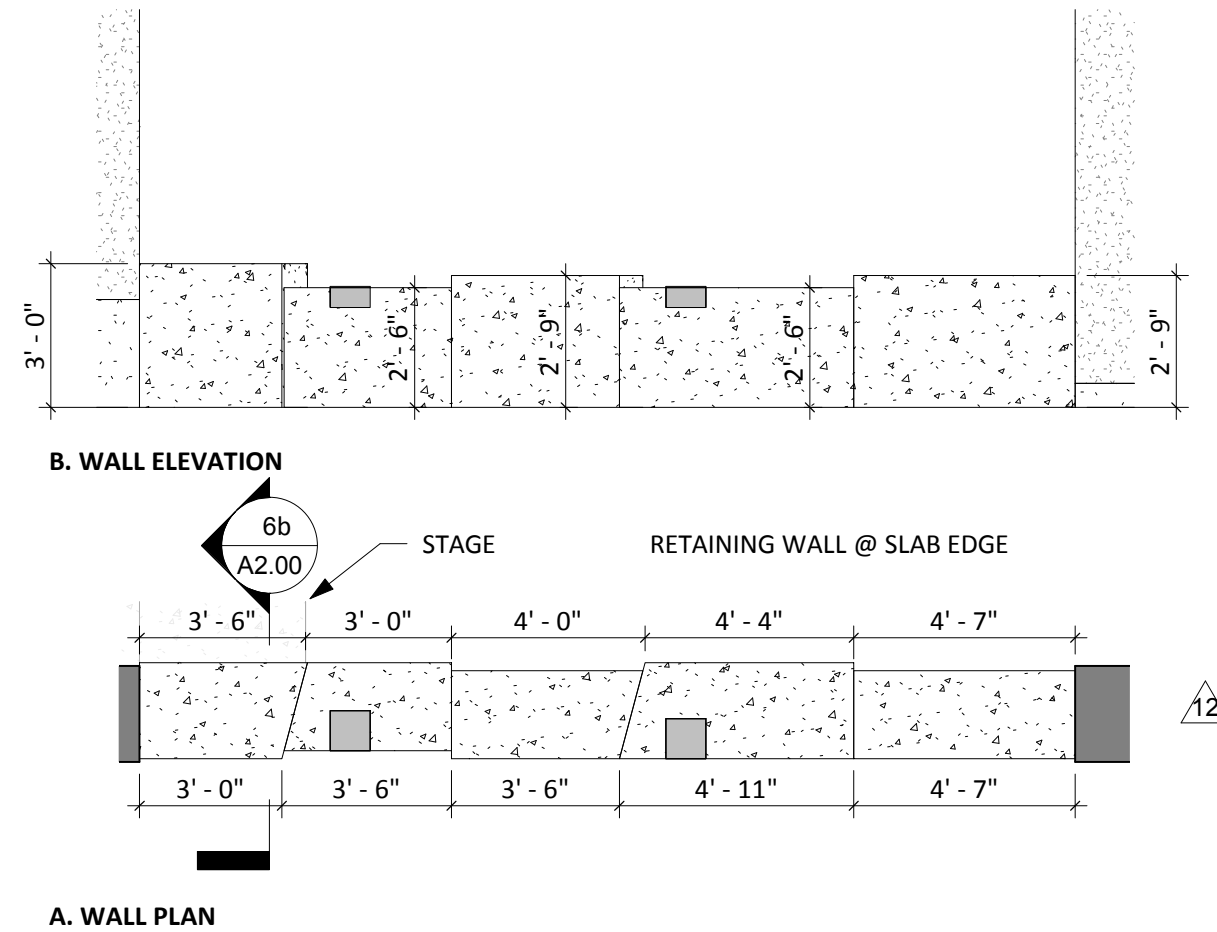 3' - 0"
2' - 6"
2' - 9"
2' - 6"
2' - 9"
B. WALL ELEVATION
6b
A2.00
STAGE
RETAINING WALL @ SLAB EDGE
3' - 6"
3' - 0"
4' - 0"
4' - 4"
4' - 7"
12
3' - 0"
3' - 6"
3' - 6"
4' - 11"
4' - 7"
A. WALL PLAN